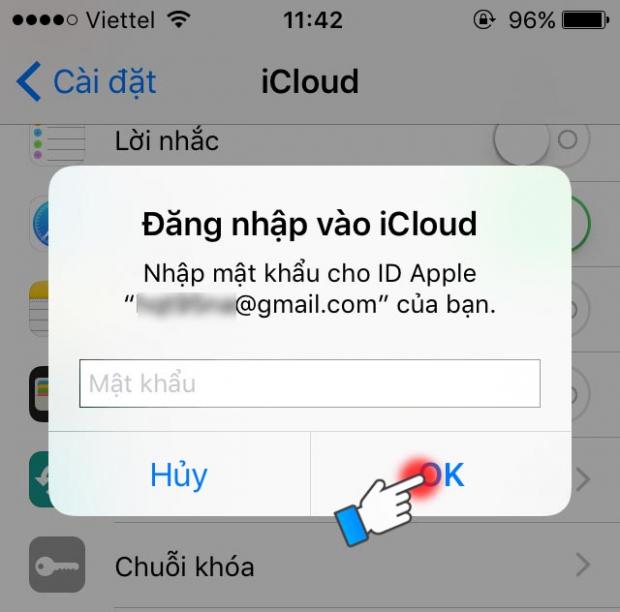 Viettel 11:42 96%
Cài đặt iCloud
Lời nhắc
Đăng nhập vào iCloud
Nhập mật khẩu cho ID Apple
“@gmail.com” của bạn.
Mật khẩu
Hủy OK
Chuỗi khóa